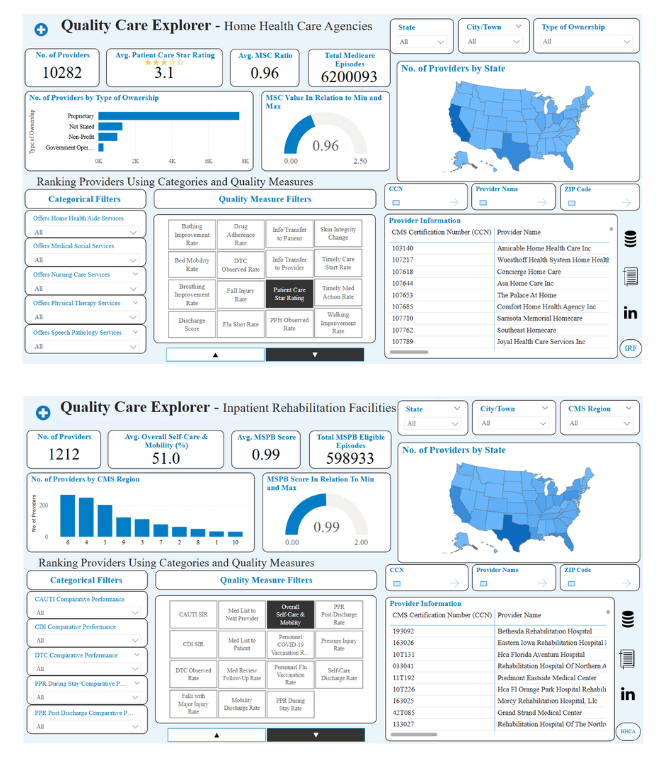 Quality Care Explorer - Home Health Care Agencies
State
All
City/Town
All
Type of Ownership
All
No. of Providers
10282
Avg. Patient Care Star Rating
3.1
Avg. MSC Ratio
0.96
Total Medicare
Episodes
6200093
No. of Providers by Type of Ownership
Type of Ownership
Proprietary
Not Stated
Non-Profit
Government Oper...
0K 2K 4K 6K 8K
MSC Value In Relation to Min and
Max
0.96
0.00 2.50
No. of Providers by State
Ranking Providers Using Categories and Quality Measures
Categorical Filters
Offers Home Health Aide Services
All
Offers Medical Social Services
All
Offers Nursing Care Services
All
Offers Physical Therapy Services
All
Offers Speech Pathology Services
All
Quality Measure Filters
Bathing
Improvement
Rate
Drug
Adherence
Rate
Info Transfer
to Patient
Skin Integrity
Change
Bed Mobility
Rate
DTC
Observed Rate
Info Transfer
to Provider
Timely Care
Start Rate
Breathing
Improvement
Rate
Fall Injury
Rate
Patient Care
Star Rating
Timely Med
Action Rate
Discharge
Score
Flu Shot Rate
PPH Observed
Rate
Walking
Improvement
Rate
CCN
Provider Name
ZIP Code
Provider Information
CMS Certification Number (CCN) Provider Name
103140 Amicable Home Health Care Inc
107217 Wuesthoff Health System Home Healt
107618 Concierge Home Care
107644 Asa Home Care Inc
107653 The Palace At Home
107685 Comfort Home Health Agency Inc
107710 Sarasota Memorial Homecare
107762 Southeast Homecare
107789 Joyal Health Care Services Inc
in
IRF
Quality Care Explorer - Inpatient Rehabilitation Facilities
State
All
City/Town
All
CMS Region
All
No. of Providers
1212
Avg. Overall Self-Care &
Mobility (%)
51.0
Avg. MSPB Score
0.99
Total MSPB Eligible
Episodes
598933
No. of Providers by CMS Region
No. of Providers
200
0
6 4 5 9 3 7 2 8 1 10
MSPB Score In Relation To Min
and Max
0.99
0.00 2.00
No. of Providers by State
Ranking Providers Using Categories and Quality Measures
Categorical Filters
CAUTI Comparative Performance
All
CDI Comparative Performance
All
DTC Comparative Performance
All
PPR During Stay Comparative P...
All
PPR Post Discharge Comparative P...
All
Quality Measure Filters
CAUTI SIR
Med List to
Next Provider
Overall
Self-Care &
Mobility
PPR
Post-Discharge
Rate
CDI SIR
Med List to
Patient
Personnel
COVID-19
Vaccination R...
Pressure Injury
Rate
DTC Observed
Rate
Med Review
Follow-Up Rate
Personnel Flu
Vaccination
Rate
Self-Care
Discharge Rate
Falls with
Major Injury
Rate
Mobility
Discharge Rate
PPR During
Stay Rate
CCN
Provider Name
ZIP Code
Provider Information
CMS Certification Number (CCN) Provider Name
193092 Bethesda Rehabilitation Hospital
163026 Eastern Iowa Rehabilitation Hospital
10T131 Hca Florida Aventura Hospital
033041 Rehabilitation Hospital Of Northern A
11T192 Piedmont Eastside Medical Center
10T226 Hca Fl Orange Park Hospital Rehabili
163025 Mercy Rehabilitation Hospital, Llc
42T085 Grand Strand Medical Center
133027 Rehabilitation Hospital Of The Northw
in
HHCA